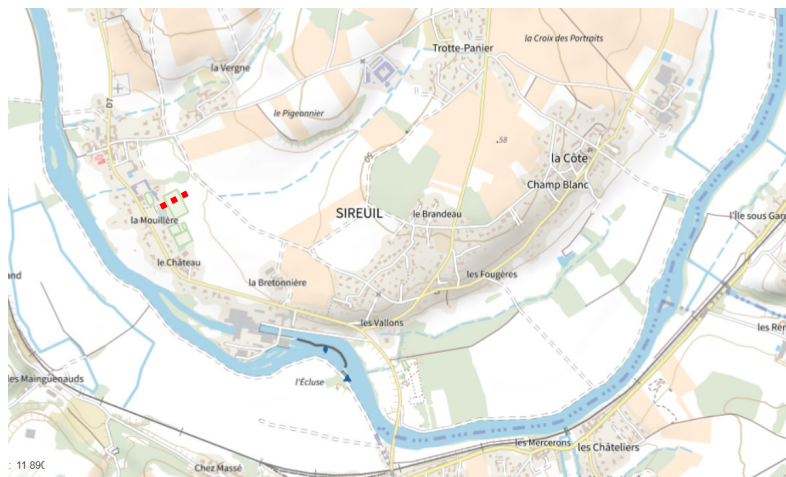 la Croix des Portraits
Trotte-Panier
la Vergne
D7
le Pigeonnier
.58
la Côte
Champ Blanc
la Mouillère
SIREUIL
le Brandeau
l'Île sous Gar
le Château
la Bretonnière
les Fougères
les Vallons
les Mainguenauds
l'Écluse
les Mercerons
les Châteliers
Chez Massé
: 11 890